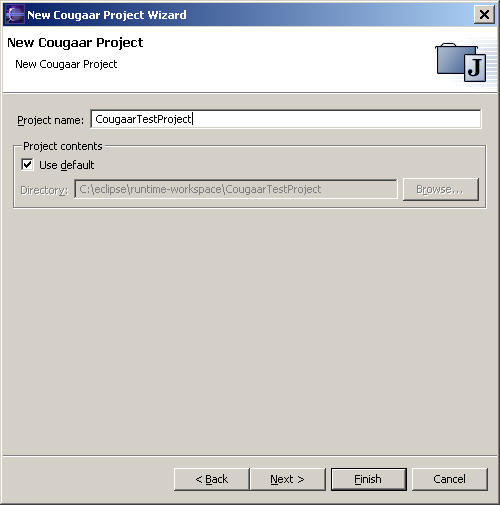 New Cougaar Project Wizard
New Cougaar Project
New Cougaar Project
J
Project name: CougaarTestProject
Project contents
Use default
Directory: C:\eclipse\runtime-workspace\CougaarTestProject Browse...
< Back Next > Finish Cancel